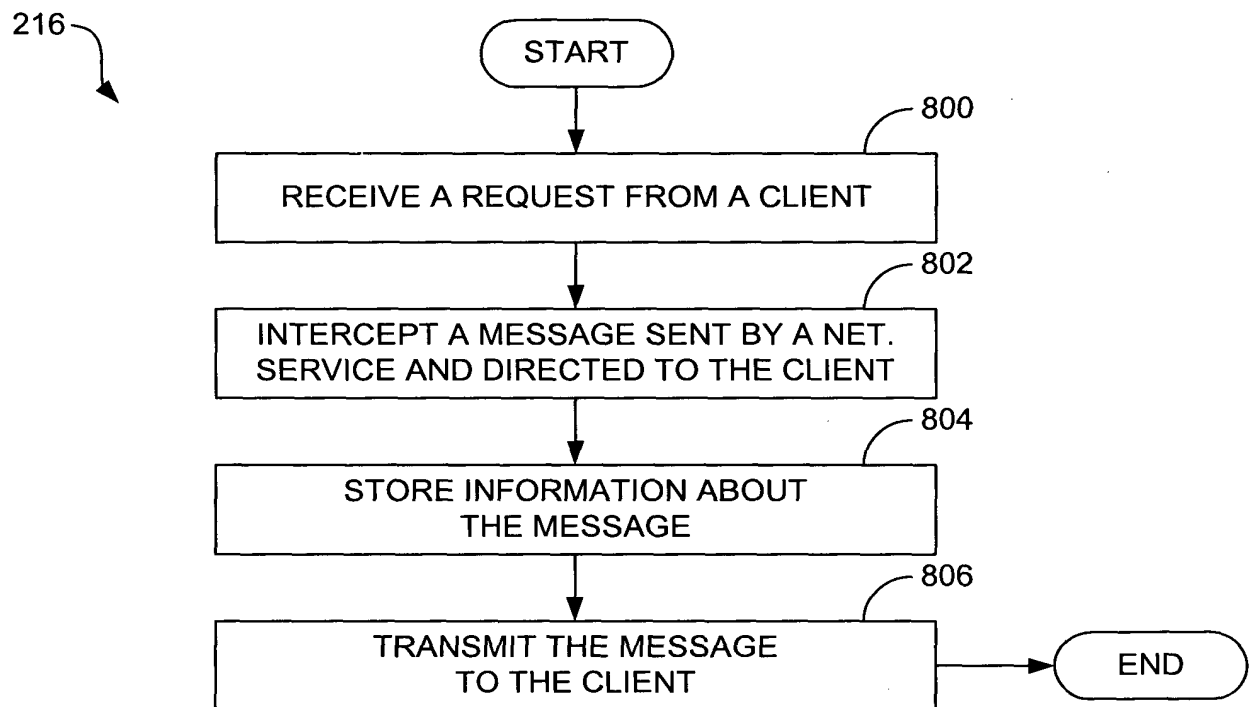 216
START
800
RECEIVE A REQUEST FROM A CLIENT
802
INTERCEPT A MESSAGE SENT BY A NET.
SERVICE AND DIRECTED TO THE CLIENT
804
STORE INFORMATION ABOUT
THE MESSAGE
806
TRANSMIT THE MESSAGE
TO THE CLIENT
END